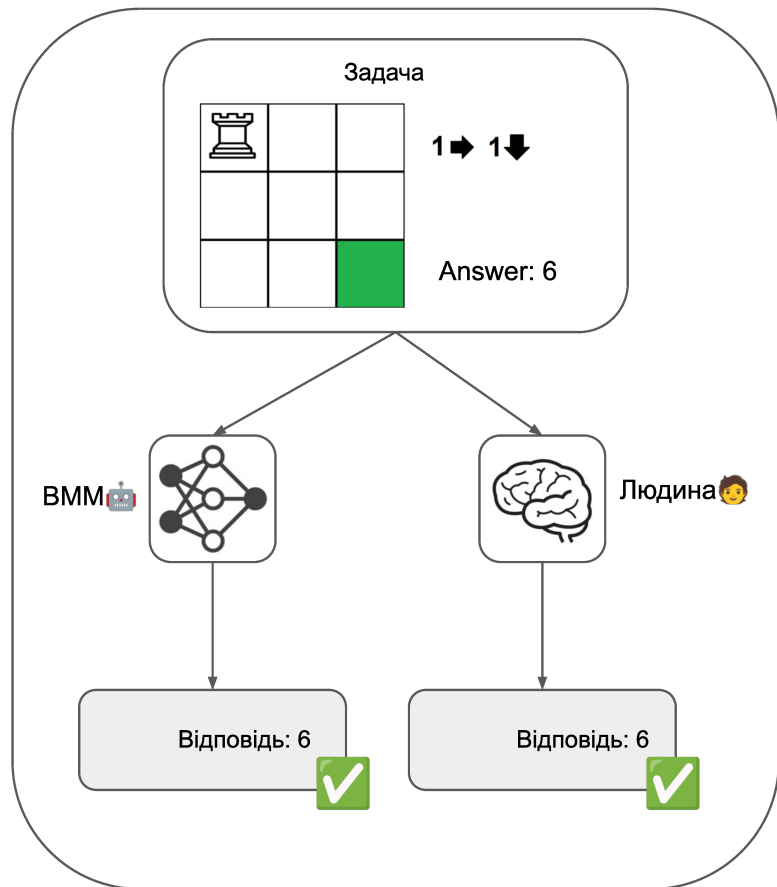 Задача
1➡ 1⬇
Answer: 6
ВММ🤖
Людина🧑
Відповідь: 6
Відповідь: 6